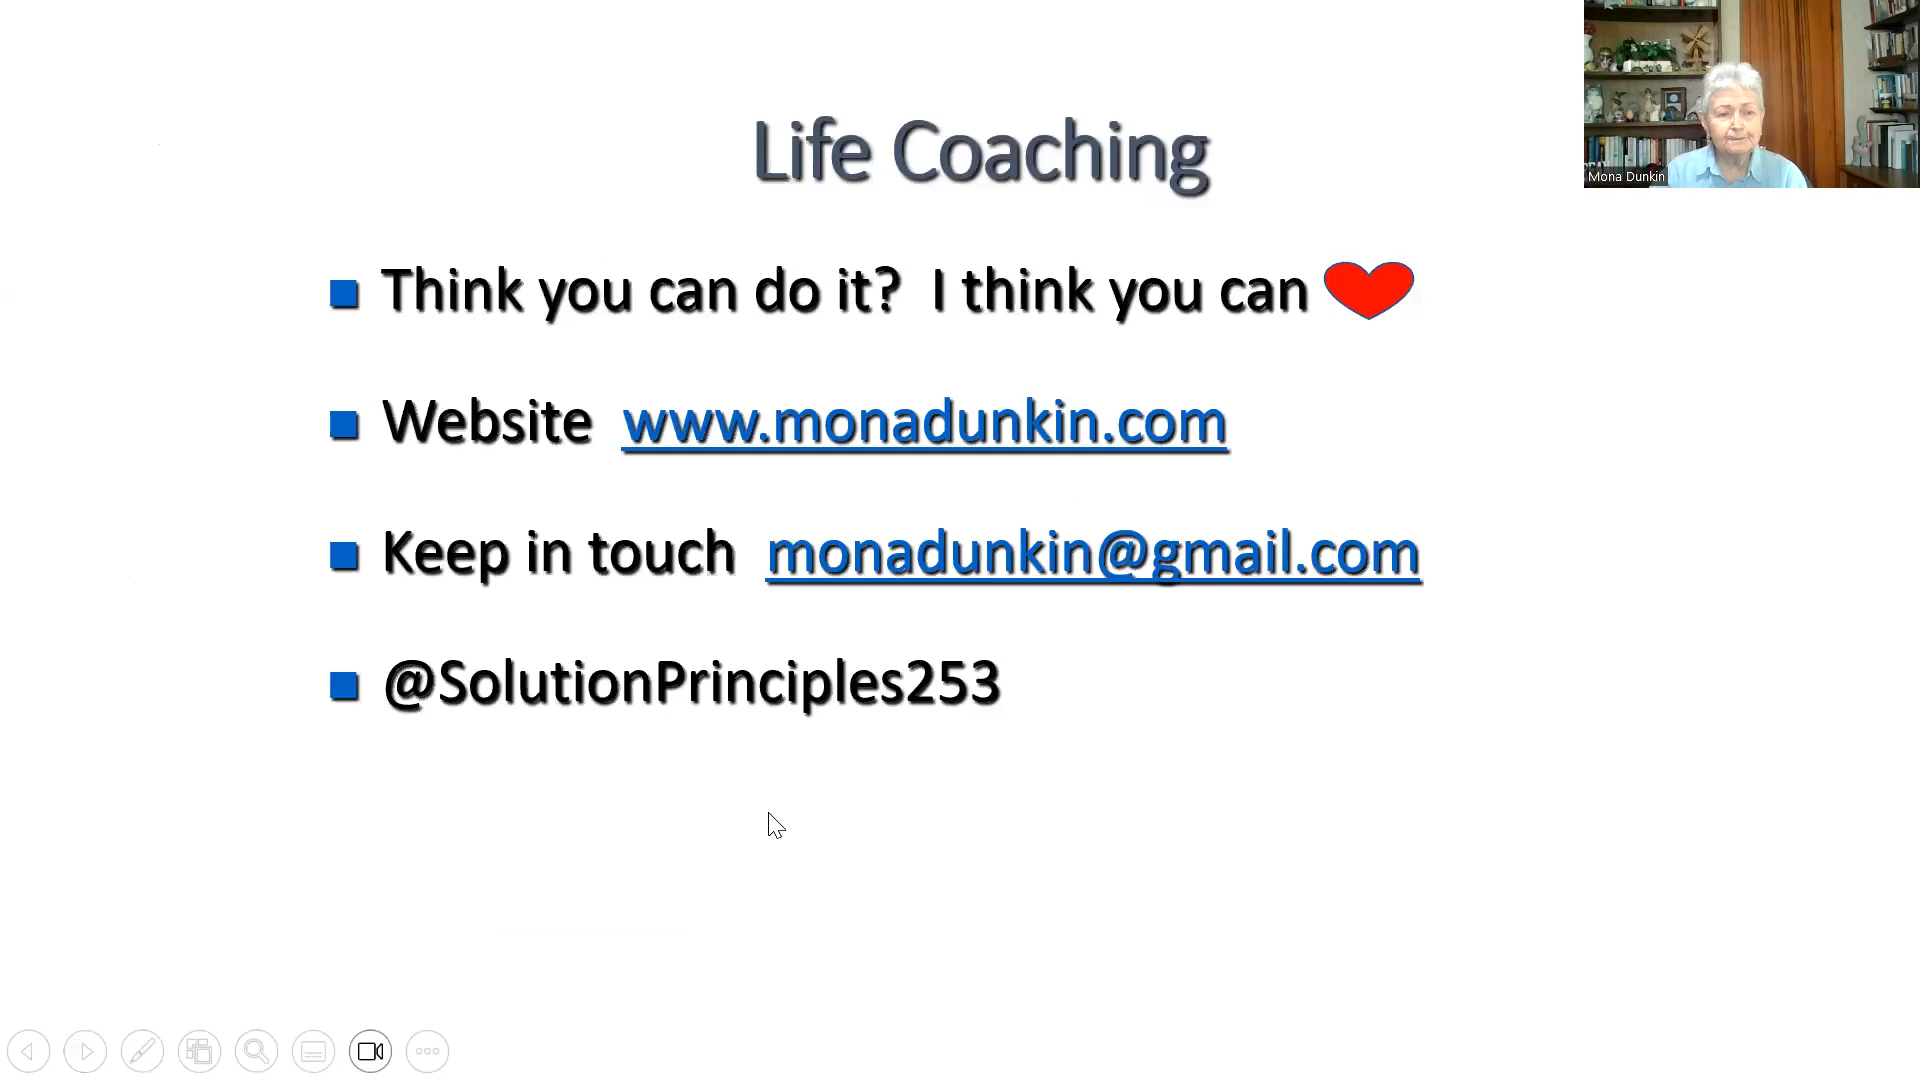 Life Coaching
Think you can do it?  I think you can
Website  www.monadunkin.com
Keep in touch  monadunkin@gmail.com
@SolutionPrinciples253
Mona Dunkin